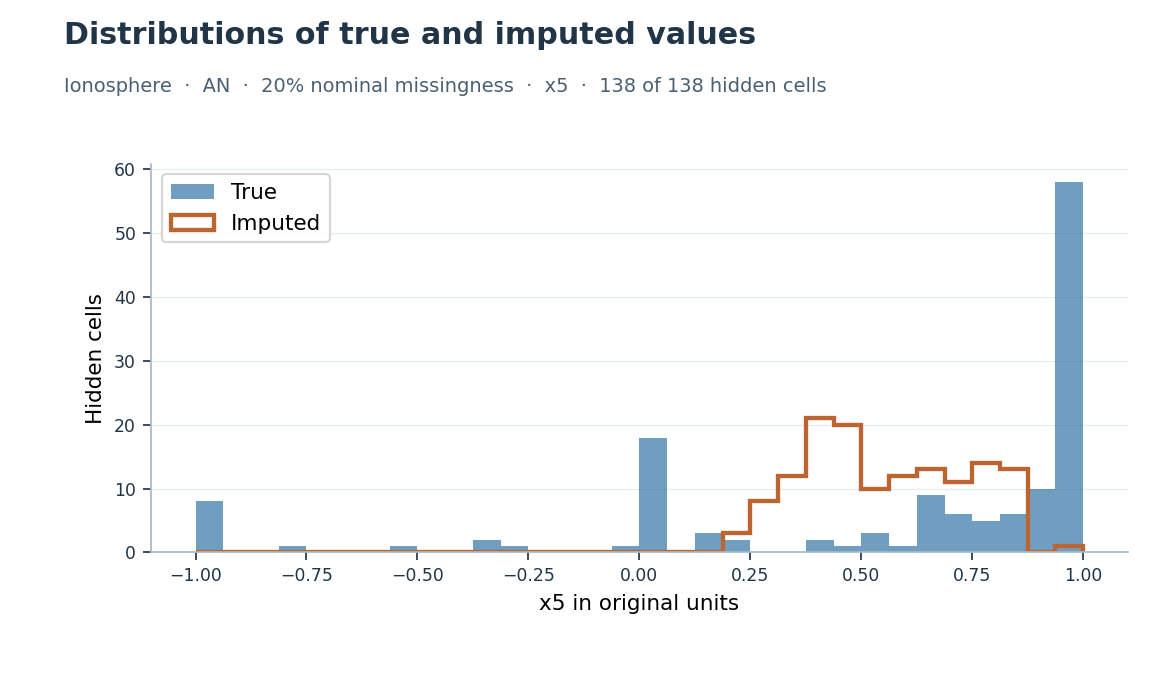 Distributions of true and imputed values
Ionosphere · AN · 20% nominal missingness · x5 · 138 of 138 hidden cells
True
Imputed
Hidden cells
60
50
40
30
20
10
0
−1.00 −0.75 −0.50 −0.25 0.00 0.25 0.50 0.75 1.00
x5 in original units